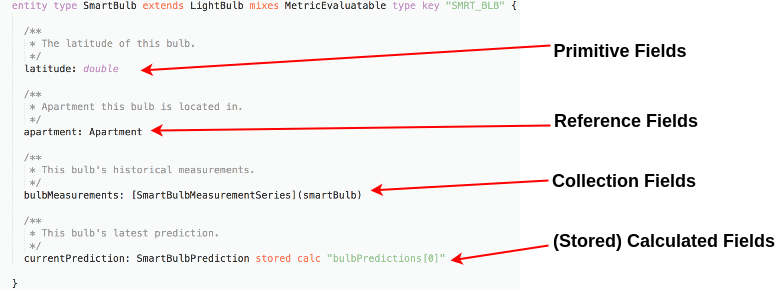 entity type SmartBulb extends LightBulb mixes MetricEvaluatable type key "SMRT_BLB" {
/**
* The latitude of this bulb.
*/
latitude: double
Primitive Fields
/**
* Apartment this bulb is located in.
*/
apartment: Apartment
Reference Fields
/**
* This bulb's historical measurements.
*/
bulbMeasurements: [SmartBulbMeasurementSeries](smartBulb)
Collection Fields
/**
* This bulb's latest prediction.
*/
currentPrediction: SmartBulbPrediction stored calc "bulbPredictions[0]"
(Stored) Calculated Fields
}